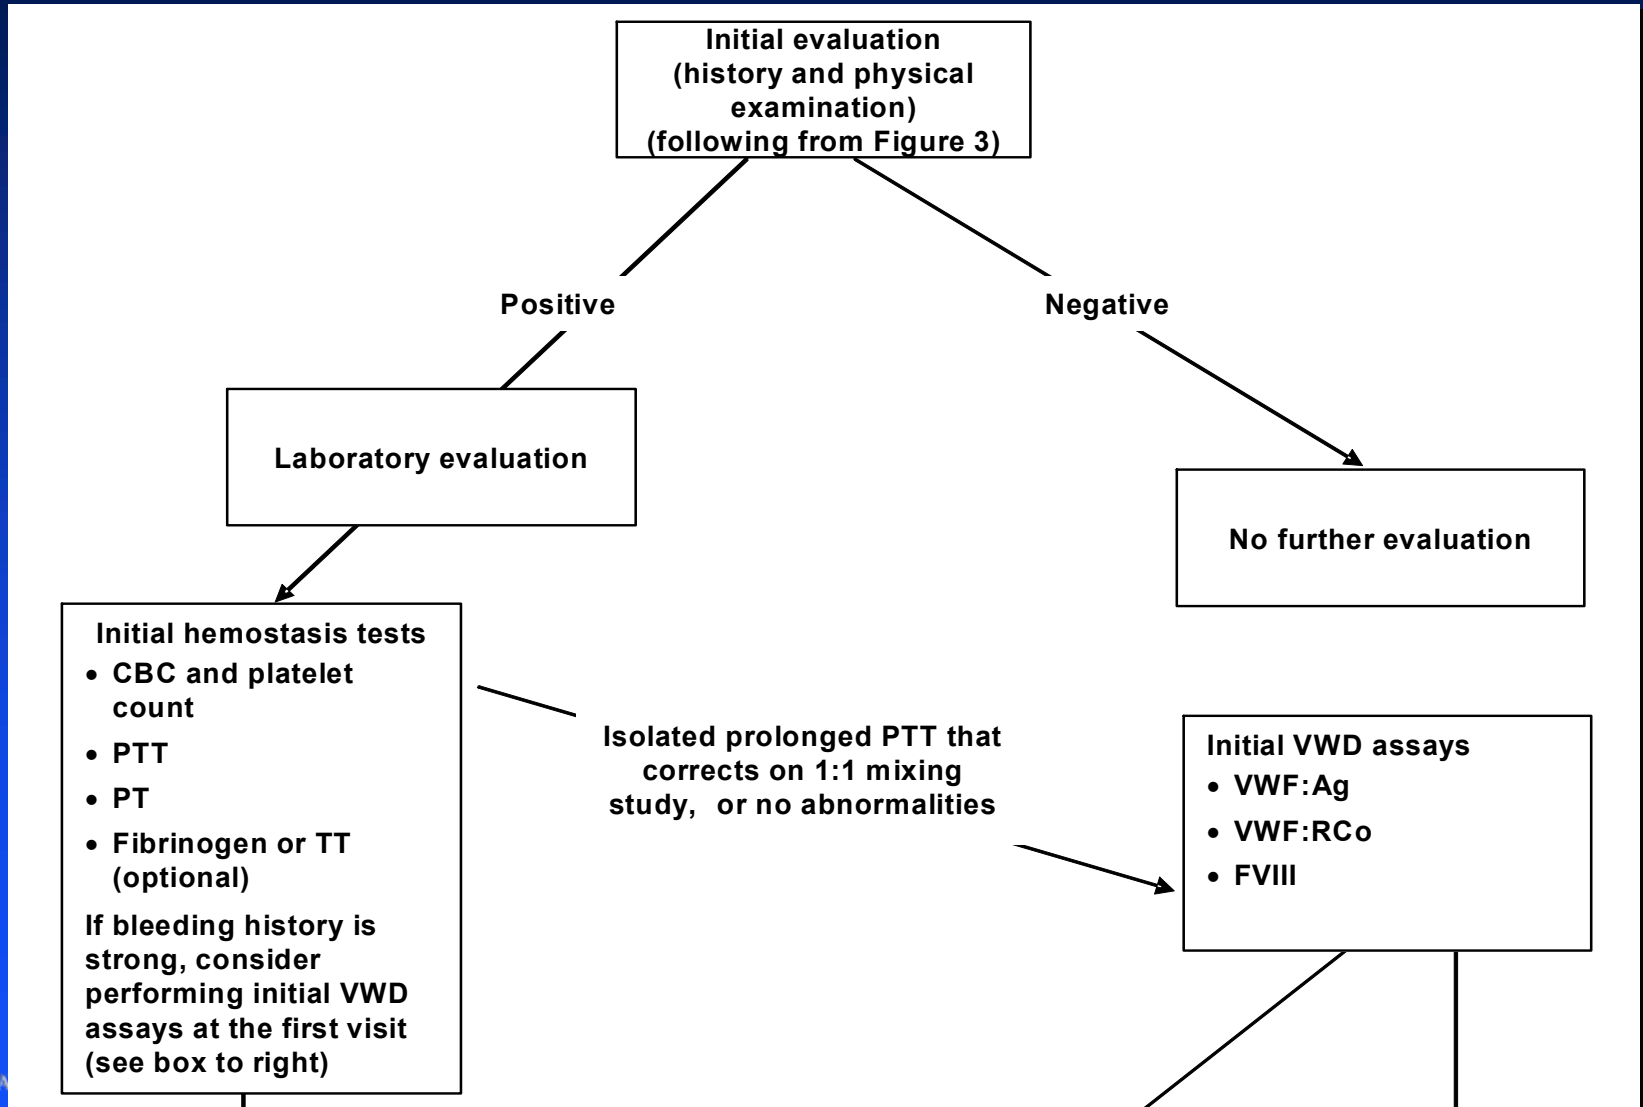 Initial evaluation
(history and physical
examination)
(following from Figure 3)
Positive
Negative
Laboratory evaluation
No further evaluation
Initial hemostasis tests
• CBC and platelet
count
• PTT
• PT
• Fibrinogen or TT
(optional)
If bleeding history is
strong, consider
performing initial VWD
assays at the first visit
(see box to right)
Isolated prolonged PTT that
corrects on 1:1 mixing
study, or no abnormalities
Initial VWD assays
• VWF:Ag
• VWF:RCo
• FVIII